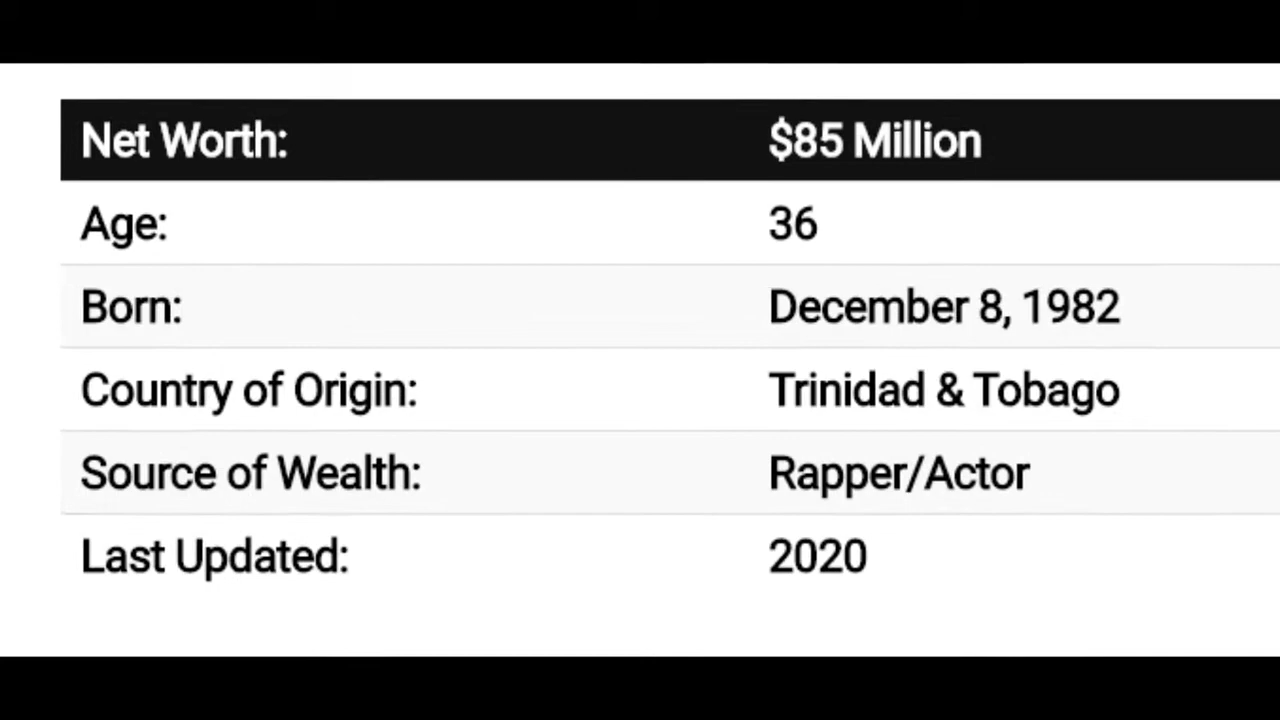 Net Worth: $85 Million
Age: 36
Born: December 8, 1982
Country of Origin: Trinidad & Tobago
Source of Wealth: Rapper/Actor
Last Updated: 2020